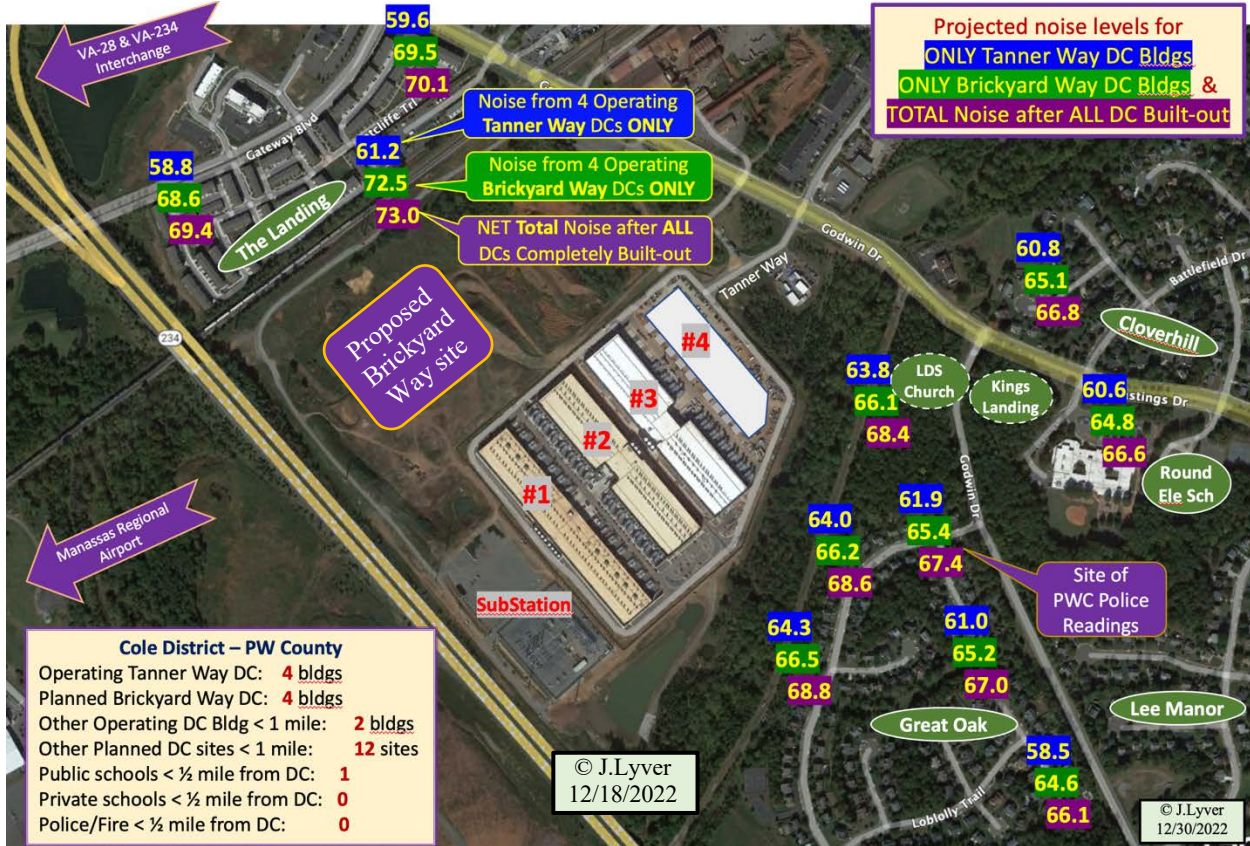 VA-28 & VA-234
Interchange
59.6
69.5
70.1
Projected noise levels for
ONLY Tanner Way DC Bldgs
ONLY Brickyard Way DC Bldgs &
TOTAL Noise after ALL DC Built-out
Gateway Blvd
Noise from 4 Operating
Tanner Way DCs ONLY
58.8
68.6
69.4
The Landing
61.2
72.5
73.0
Noise from 4 Operating
Brickyard Way DCs ONLY
NET Total Noise after ALL
DCs Completely Built-out
Godwin Dr
Tanner Way
60.8
65.1
66.8
Battlefield Dr
Cloverhill
234
Proposed
Brickyard
Way site
#4
#3
#2
#1
63.8
66.1
68.4
LDS
Church
Kings
Landing
60.6
64.8
66.6
stings Dr
Round
Ele Sch
Godwin Dr
Manassas Regional
Airport
SubStation
64.0
66.2
68.6
61.9
65.4
67.4
Site of
PWC Police
Readings
64.3
66.5
68.8
61.0
65.2
67.0
Great Oak
Lee Manor
58.5
64.6
66.1
Loblolly Trail
Cole District – PW County
Operating Tanner Way DC: 4 bldgs
Planned Brickyard Way DC: 4 bldgs
Other Operating DC Bldg < 1 mile: 2 bldgs
Other Planned DC sites < 1 mile: 12 sites
Public schools < ½ mile from DC: 1
Private schools < ½ mile from DC: 0
Police/Fire < ½ mile from DC: 0
© J.Lyver
12/18/2022
© J.Lyver
12/30/2022